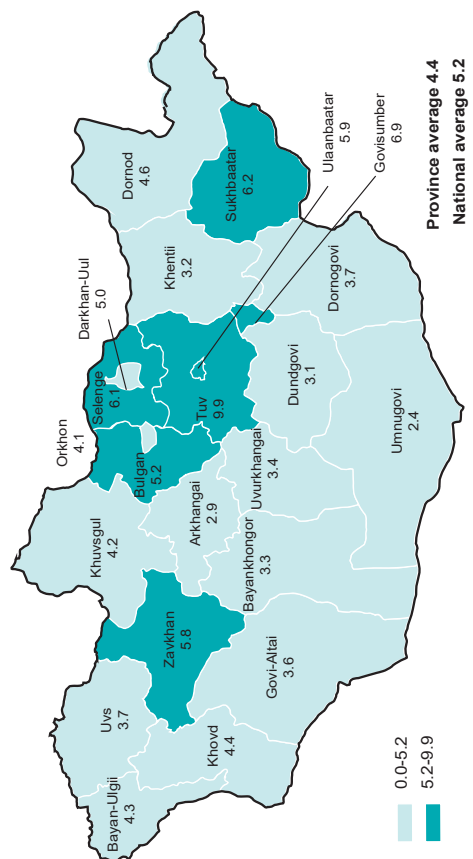 Bayan-Ulgii
4.3
Uvs
3.7
Khovd
4.4
Zavkhan
5.8
Govi-Altai
3.6
Khuvsgul
4.2
Arkhangai
2.9
Bayankhongor
3.3
Orkhon
4.1
Bulgan
5.2
Uvurkhangai
3.4
Selenge
6.1
Darkhan-Uul
5.0
Tuv
9.9
Dundgovi
3.1
Umnugovi
2.4
Khentii
3.2
Dornogovi
3.7
Dornod
4.6
Sukhbaatar
6.2
Ulaanbaatar
5.9
Govisumber
6.9
0.0-5.2
5.2-9.9
Province average 4.4
National average 5.2